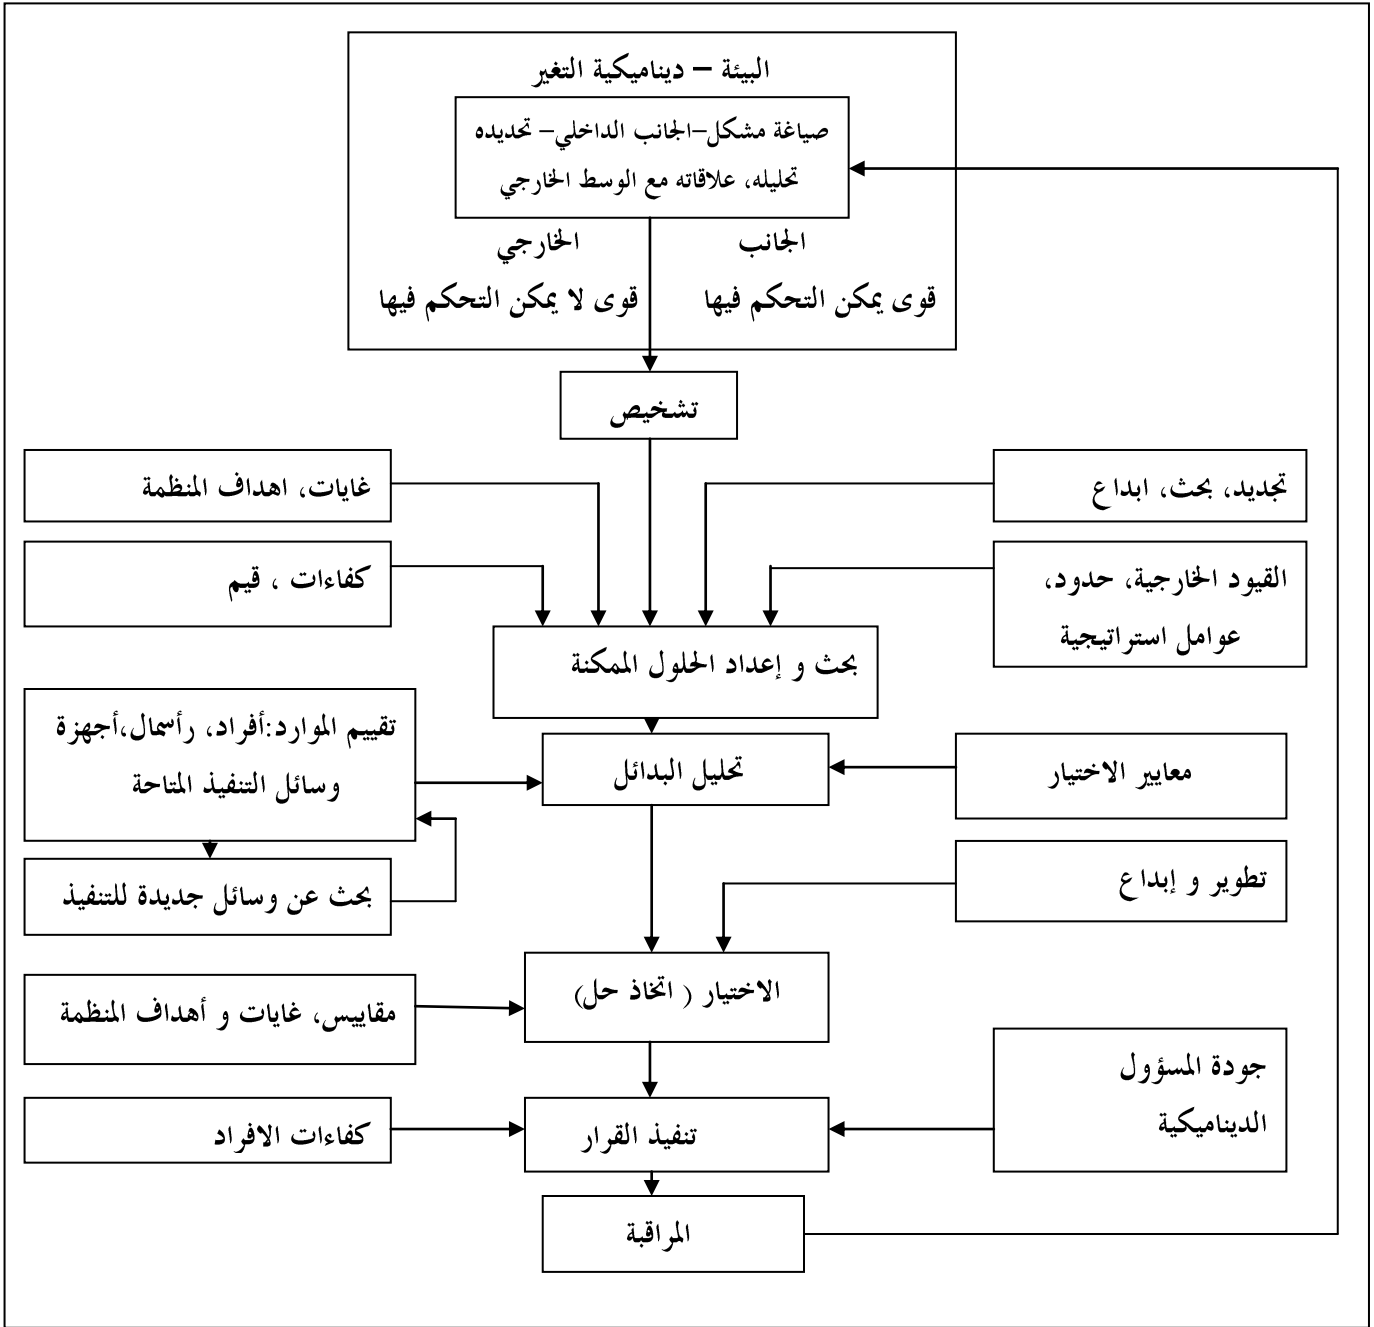 البيئة – ديناميكية التغير
صياغة مشكل–الجانب الداخلي– تحديده
تحليله، علاقاته مع الوسط الخارجي
الجانب
الخارجي
قوى يمكن التحكم فيها
قوى لا يمكن التحكم فيها
تشخيص
تجديد، بحث، ابداع
غايات، اهداف المنظمة
القيود الخارجية، حدود،
عوامل استراتيجية
كفاءات ، قيم
بحث و إعداد الحلول الممكنة
تقييم الموارد:أفراد، رأسمال،أجهزة
وسائل التنفيذ المتاحة
تحليل البدائل
معايير الاختيار
بحث عن وسائل جديدة للتنفيذ
تطوير و إبداع
الاختيار ( اتخاذ حل)
مقاييس، غايات و أهداف المنظمة
جودة المسؤول
الديناميكية
تنفيذ القرار
كفاءات الافراد
المراقبة